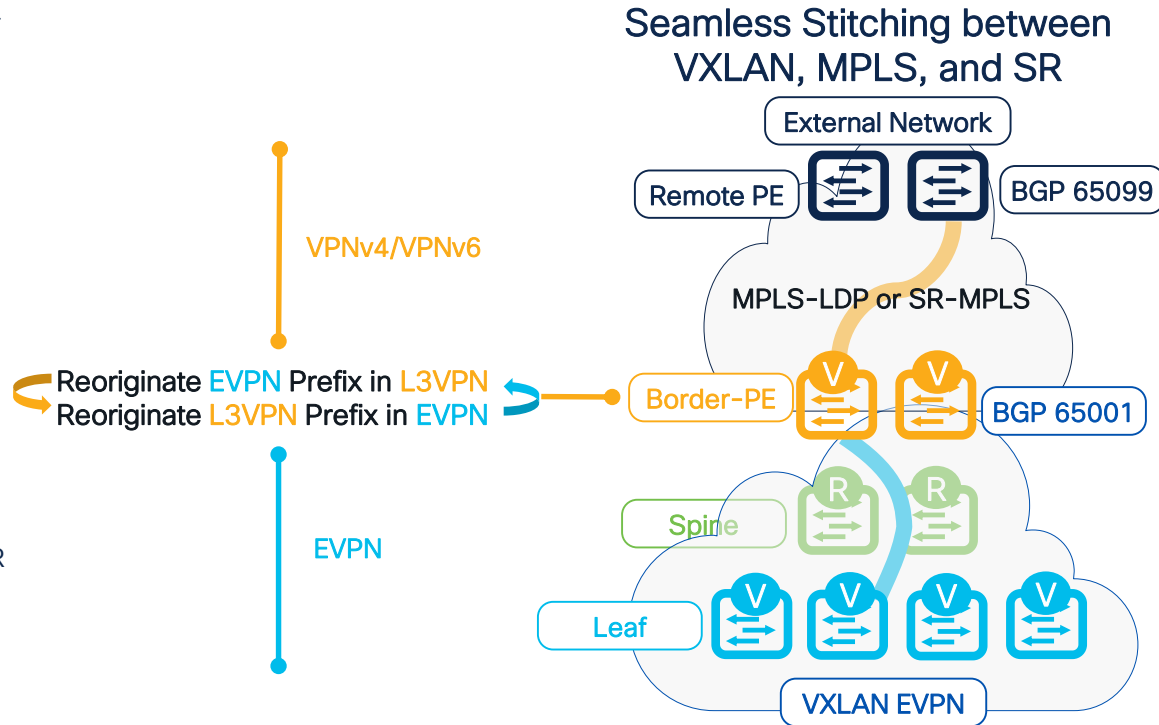 Seamless Stitching between
VXLAN, MPLS, and SR
External Network
Remote PE
BGP 65099
VPNv4/VPNv6
MPLS-LDP or SR-MPLS
V
V
Reoriginate EVPN Prefix in L3VPN
Reoriginate L3VPN Prefix in EVPN
Border-PE
BGP 65001
R
R
Spine
EVPN
R
V
V
V
V
Leaf
VXLAN EVPN